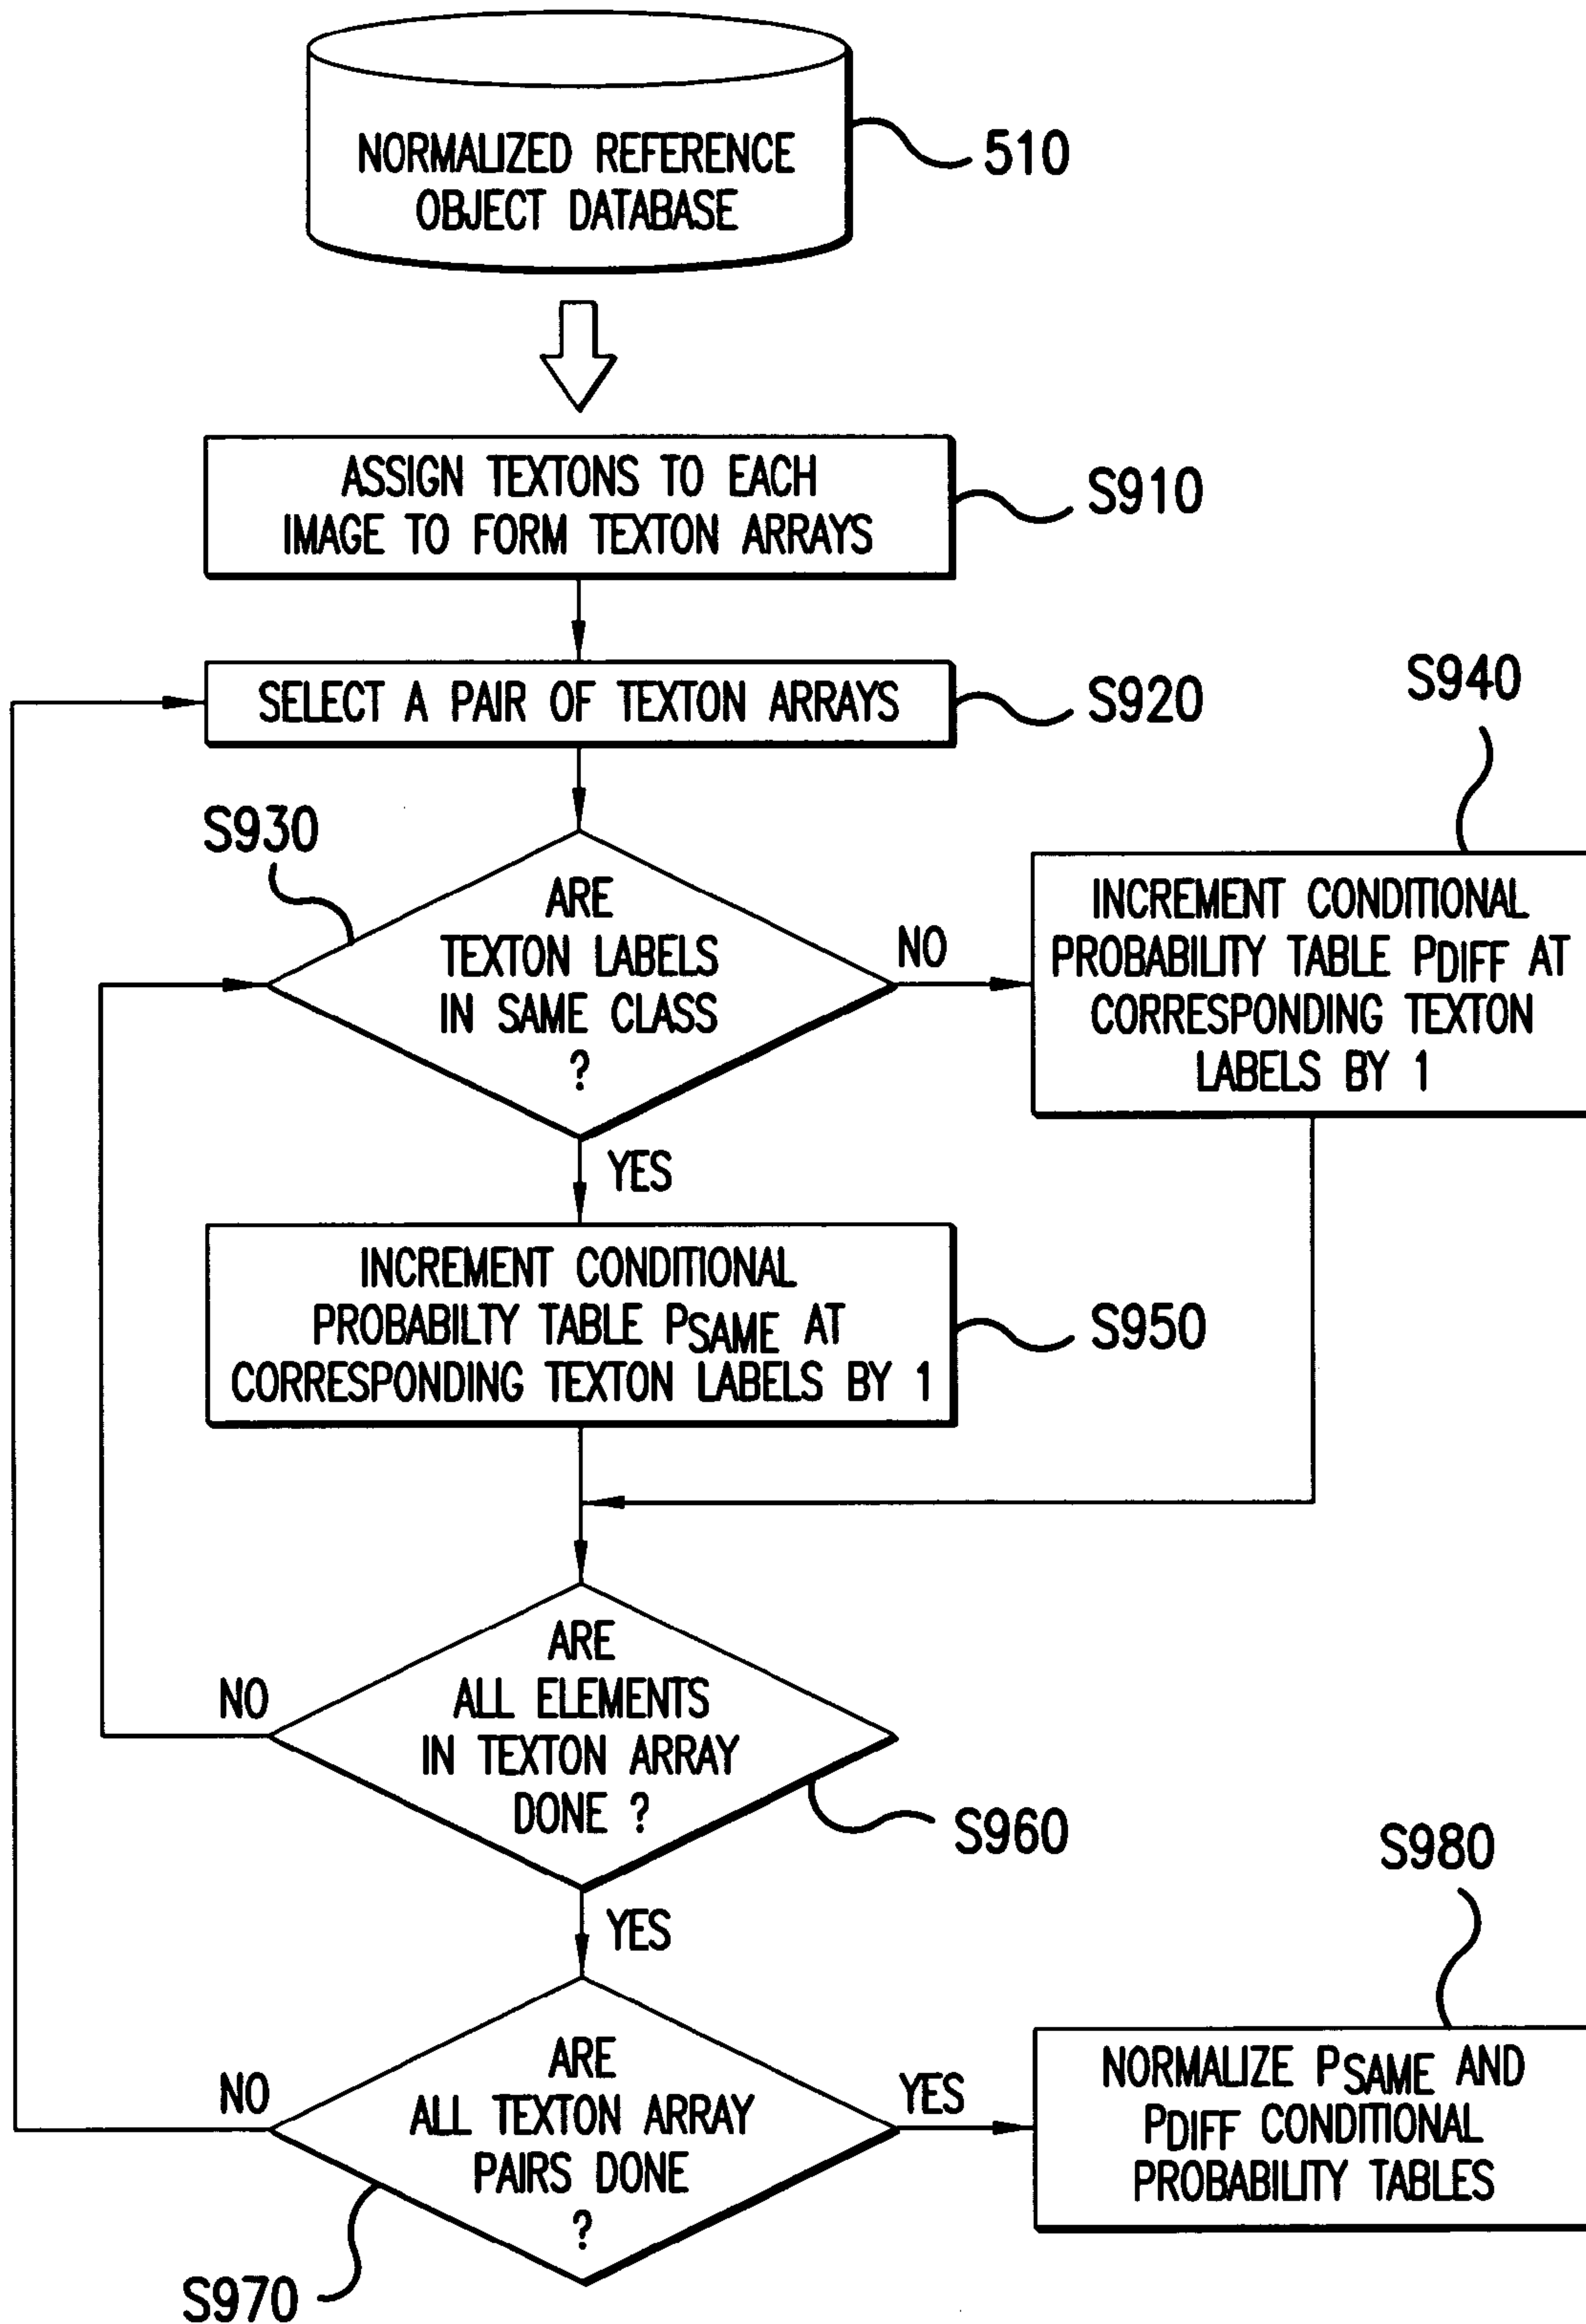 NORMALIZED REFERENCE
OBJECT DATABASE
510
ASSIGN TEXTONS TO EACH
IMAGE TO FORM TEXTON ARRAYS
S910
SELECT A PAIR OF TEXTON ARRAYS
S920
S930
ARE
TEXTON LABELS
IN SAME CLASS
?
NO
S940
INCREMENT CONDITIONAL
PROBABILITY TABLE PDIFF AT
CORRESPONDING TEXTON
LABELS BY 1
YES
INCREMENT CONDITIONAL
PROBABILTY TABLE PSAME AT
CORRESPONDING TEXTON LABELS BY 1
S950
ARE
ALL ELEMENTS
IN TEXTON ARRAY
DONE ?
NO
S960
YES
ARE
ALL TEXTON ARRAY
PAIRS DONE
?
NO
S970
YES
S980
NORMALIZE PSAME AND
PDIFF CONDITIONAL
PROBABILITY TABLES